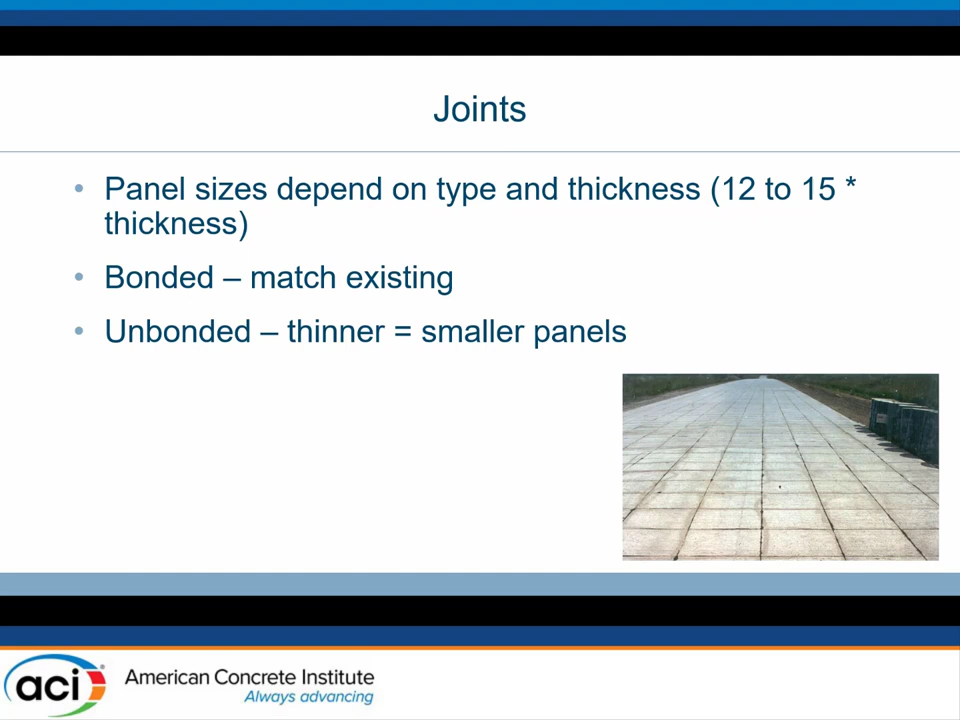 Joints
• Panel sizes depend on type and thickness (12 to 15 *
thickness)
• Bonded – match existing
• Unbonded – thinner = smaller panels
aci
American Concrete Institute
Always advancing